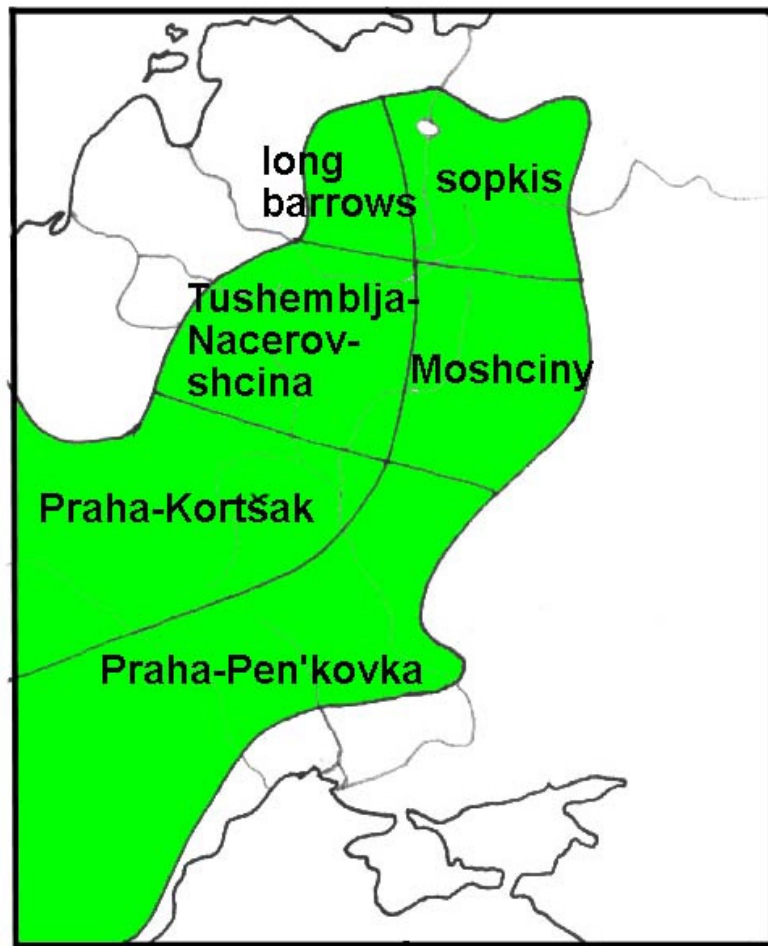 long
barrows
sopkis
Tushemblja-
Nacerov-
shcina
Moshciny
Praha-Kortšak
Praha-Pen'kovka